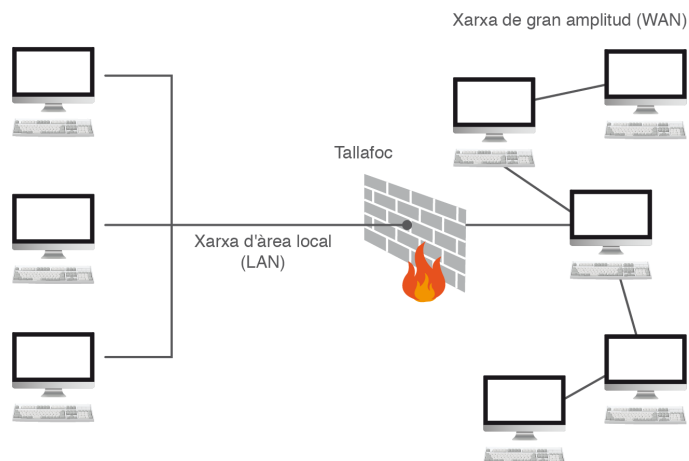 Xarxa de gran amplitud (WAN)
Tallafoc
Xarxa d'àrea local
(LAN)